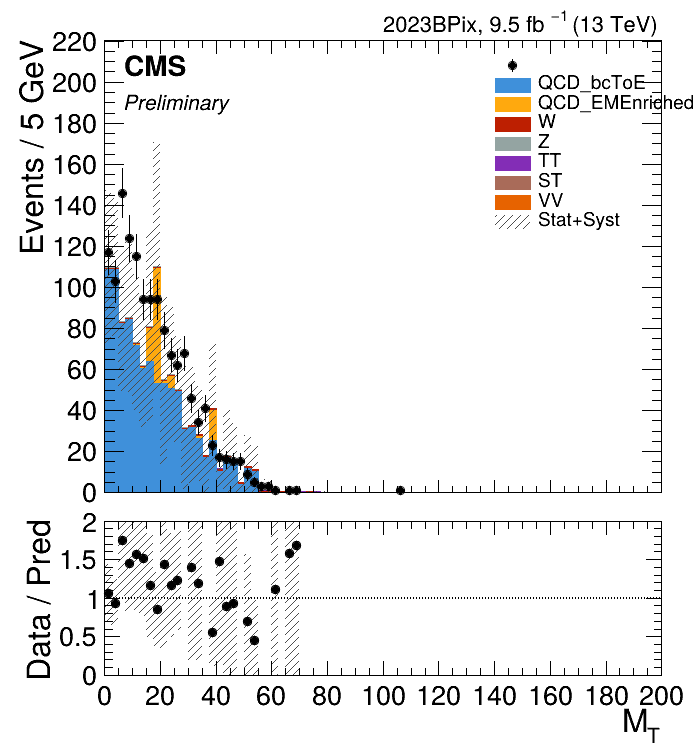 2023BPix, 9.5 fb⁻¹ (13 TeV)
Events / 5 GeV
220
200
180
160
140
120
100
80
60
40
20
0
CMS
Preliminary
QCD_bcToE
QCD_EMEnriched
W
Z
TT
ST
VV
Stat+Syst
Data / Pred
2
1.5
1
0.5
0
0 20 40 60 80 100 120 140 160 180 200
M_T